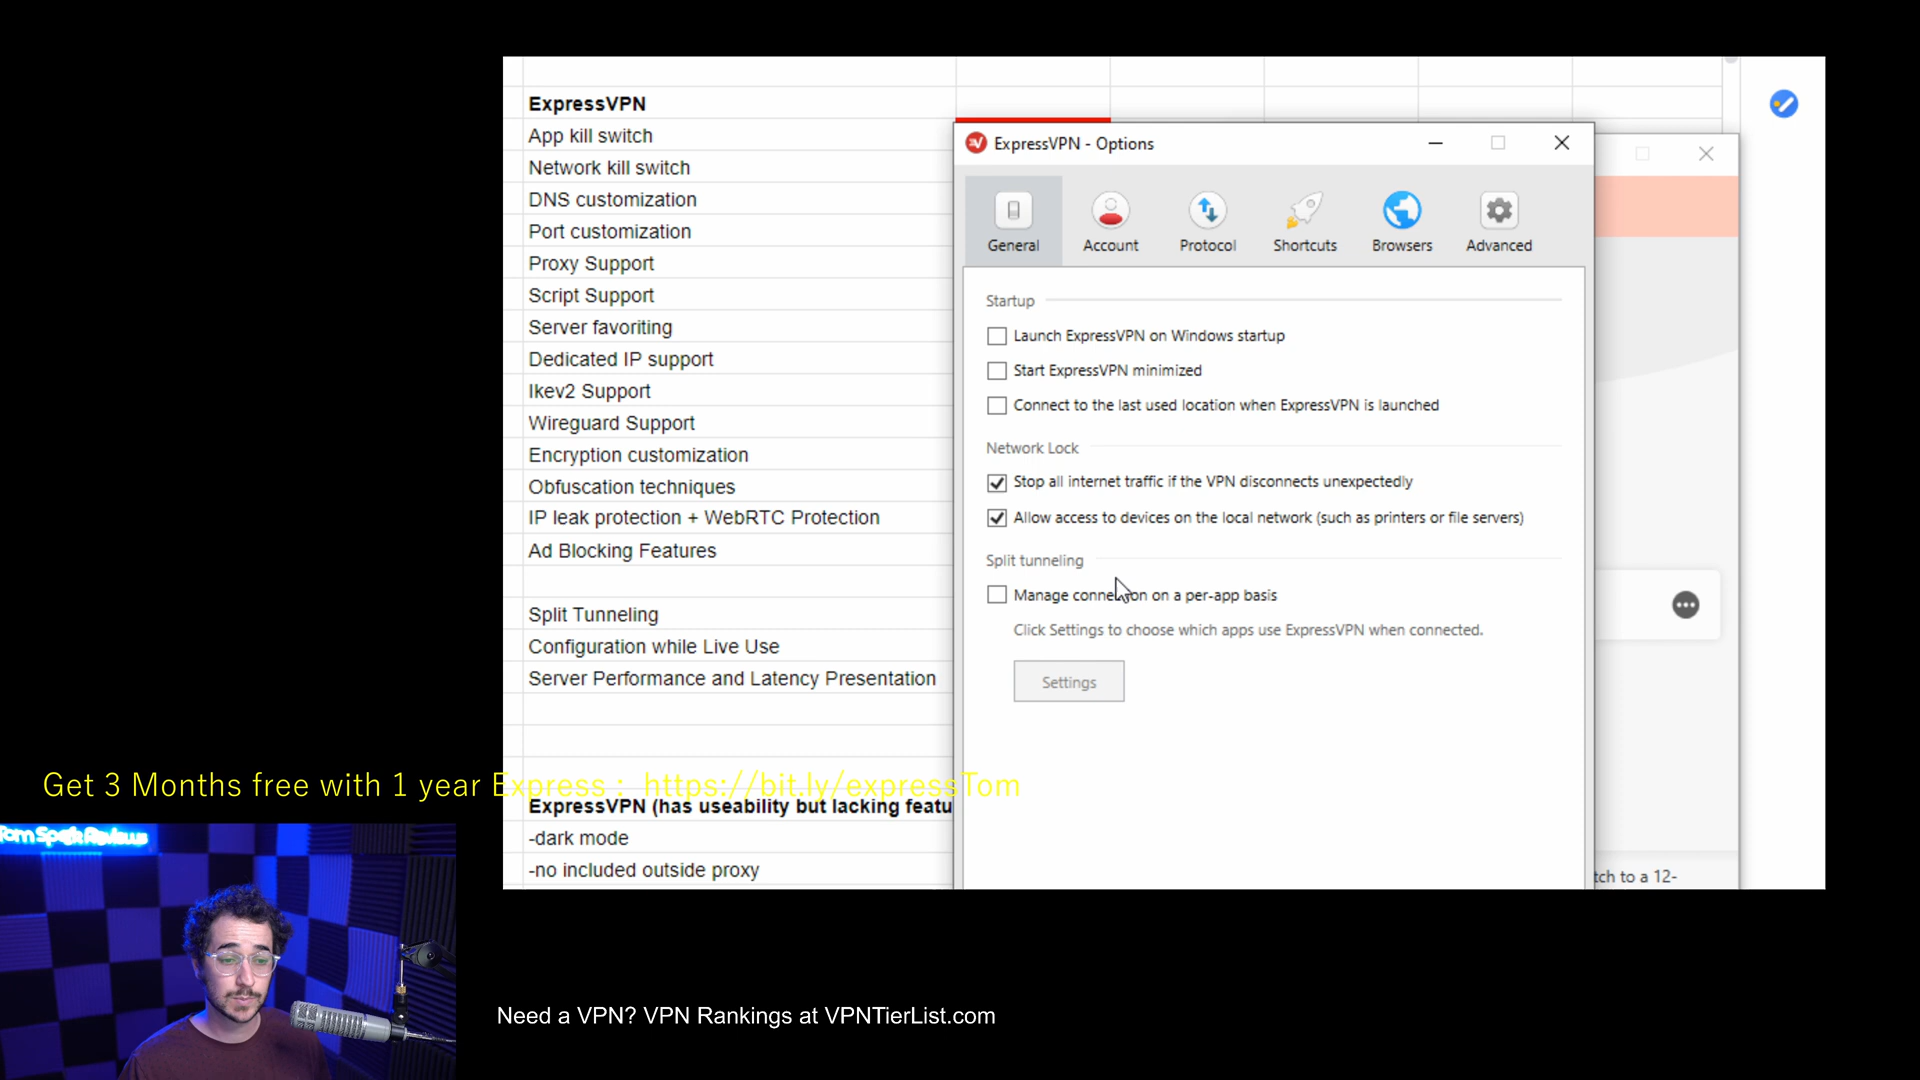 ExpressVPN
App kill switch
Network kill switch
DNS customization
Port customization
Proxy Support
Script Support
Server favoriting
Dedicated IP support
Ikev2 Support
Wireguard Support
Encryption customization
Obfuscation techniques
IP leak protection + WebRTC Protection
Ad Blocking Features
Split Tunneling
Configuration while Live Use
Server Performance and Latency Presentation
ExpressVPN (has useability but lacking featu
-dark mode
-no included outside proxy
ExpressVPN - Options
General Account Protocol Shortcuts Browsers Advanced
Startup
Launch ExpressVPN on Windows startup
Start ExpressVPN minimized
Connect to the last used location when ExpressVPN is launched
Network Lock
Stop all internet traffic if the VPN disconnects unexpectedly
Allow access to devices on the local network (such as printers or file servers)
Split tunneling
Manage connection on a per-app basis
Click Settings to choose which apps use ExpressVPN when connected.
Settings
tch to a 12-
Get 3 Months free with 1 year Express : https://bit.ly/expressTom
Tom Spark Reviews
Need a VPN? VPN Rankings at VPNTierList.com